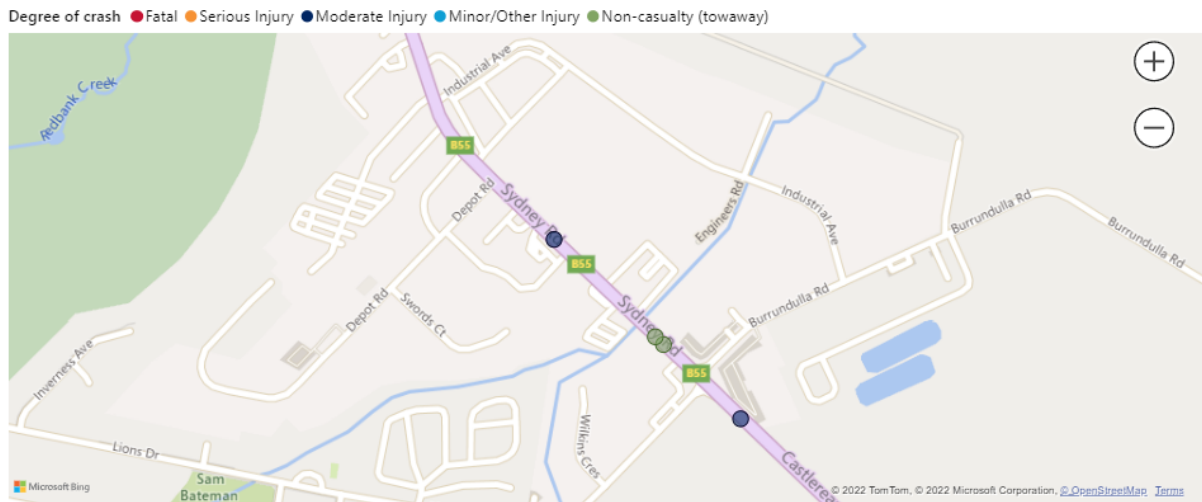 Degree of crash Fatal Serious Injury Moderate Injury Minor/Other Injury Non-casualty (towaway)
Redbank Creek
Industrial Ave
B55
Depot Rd
Sydney Rd
Engineers Rd
Industrial Ave
Burrundulla Rd
Burrundulla Rd
B55
Depot Rd
Swords Ct
Sydney Rd
Burrundulla Rd
Inverness Ave
B55
Wilkins Cres
Lions Dr
Castlerea
Sam
Bateman
Microsoft Bing
© 2022 TomTom, © 2022 Microsoft Corporation, © OpenStreetMap Terms